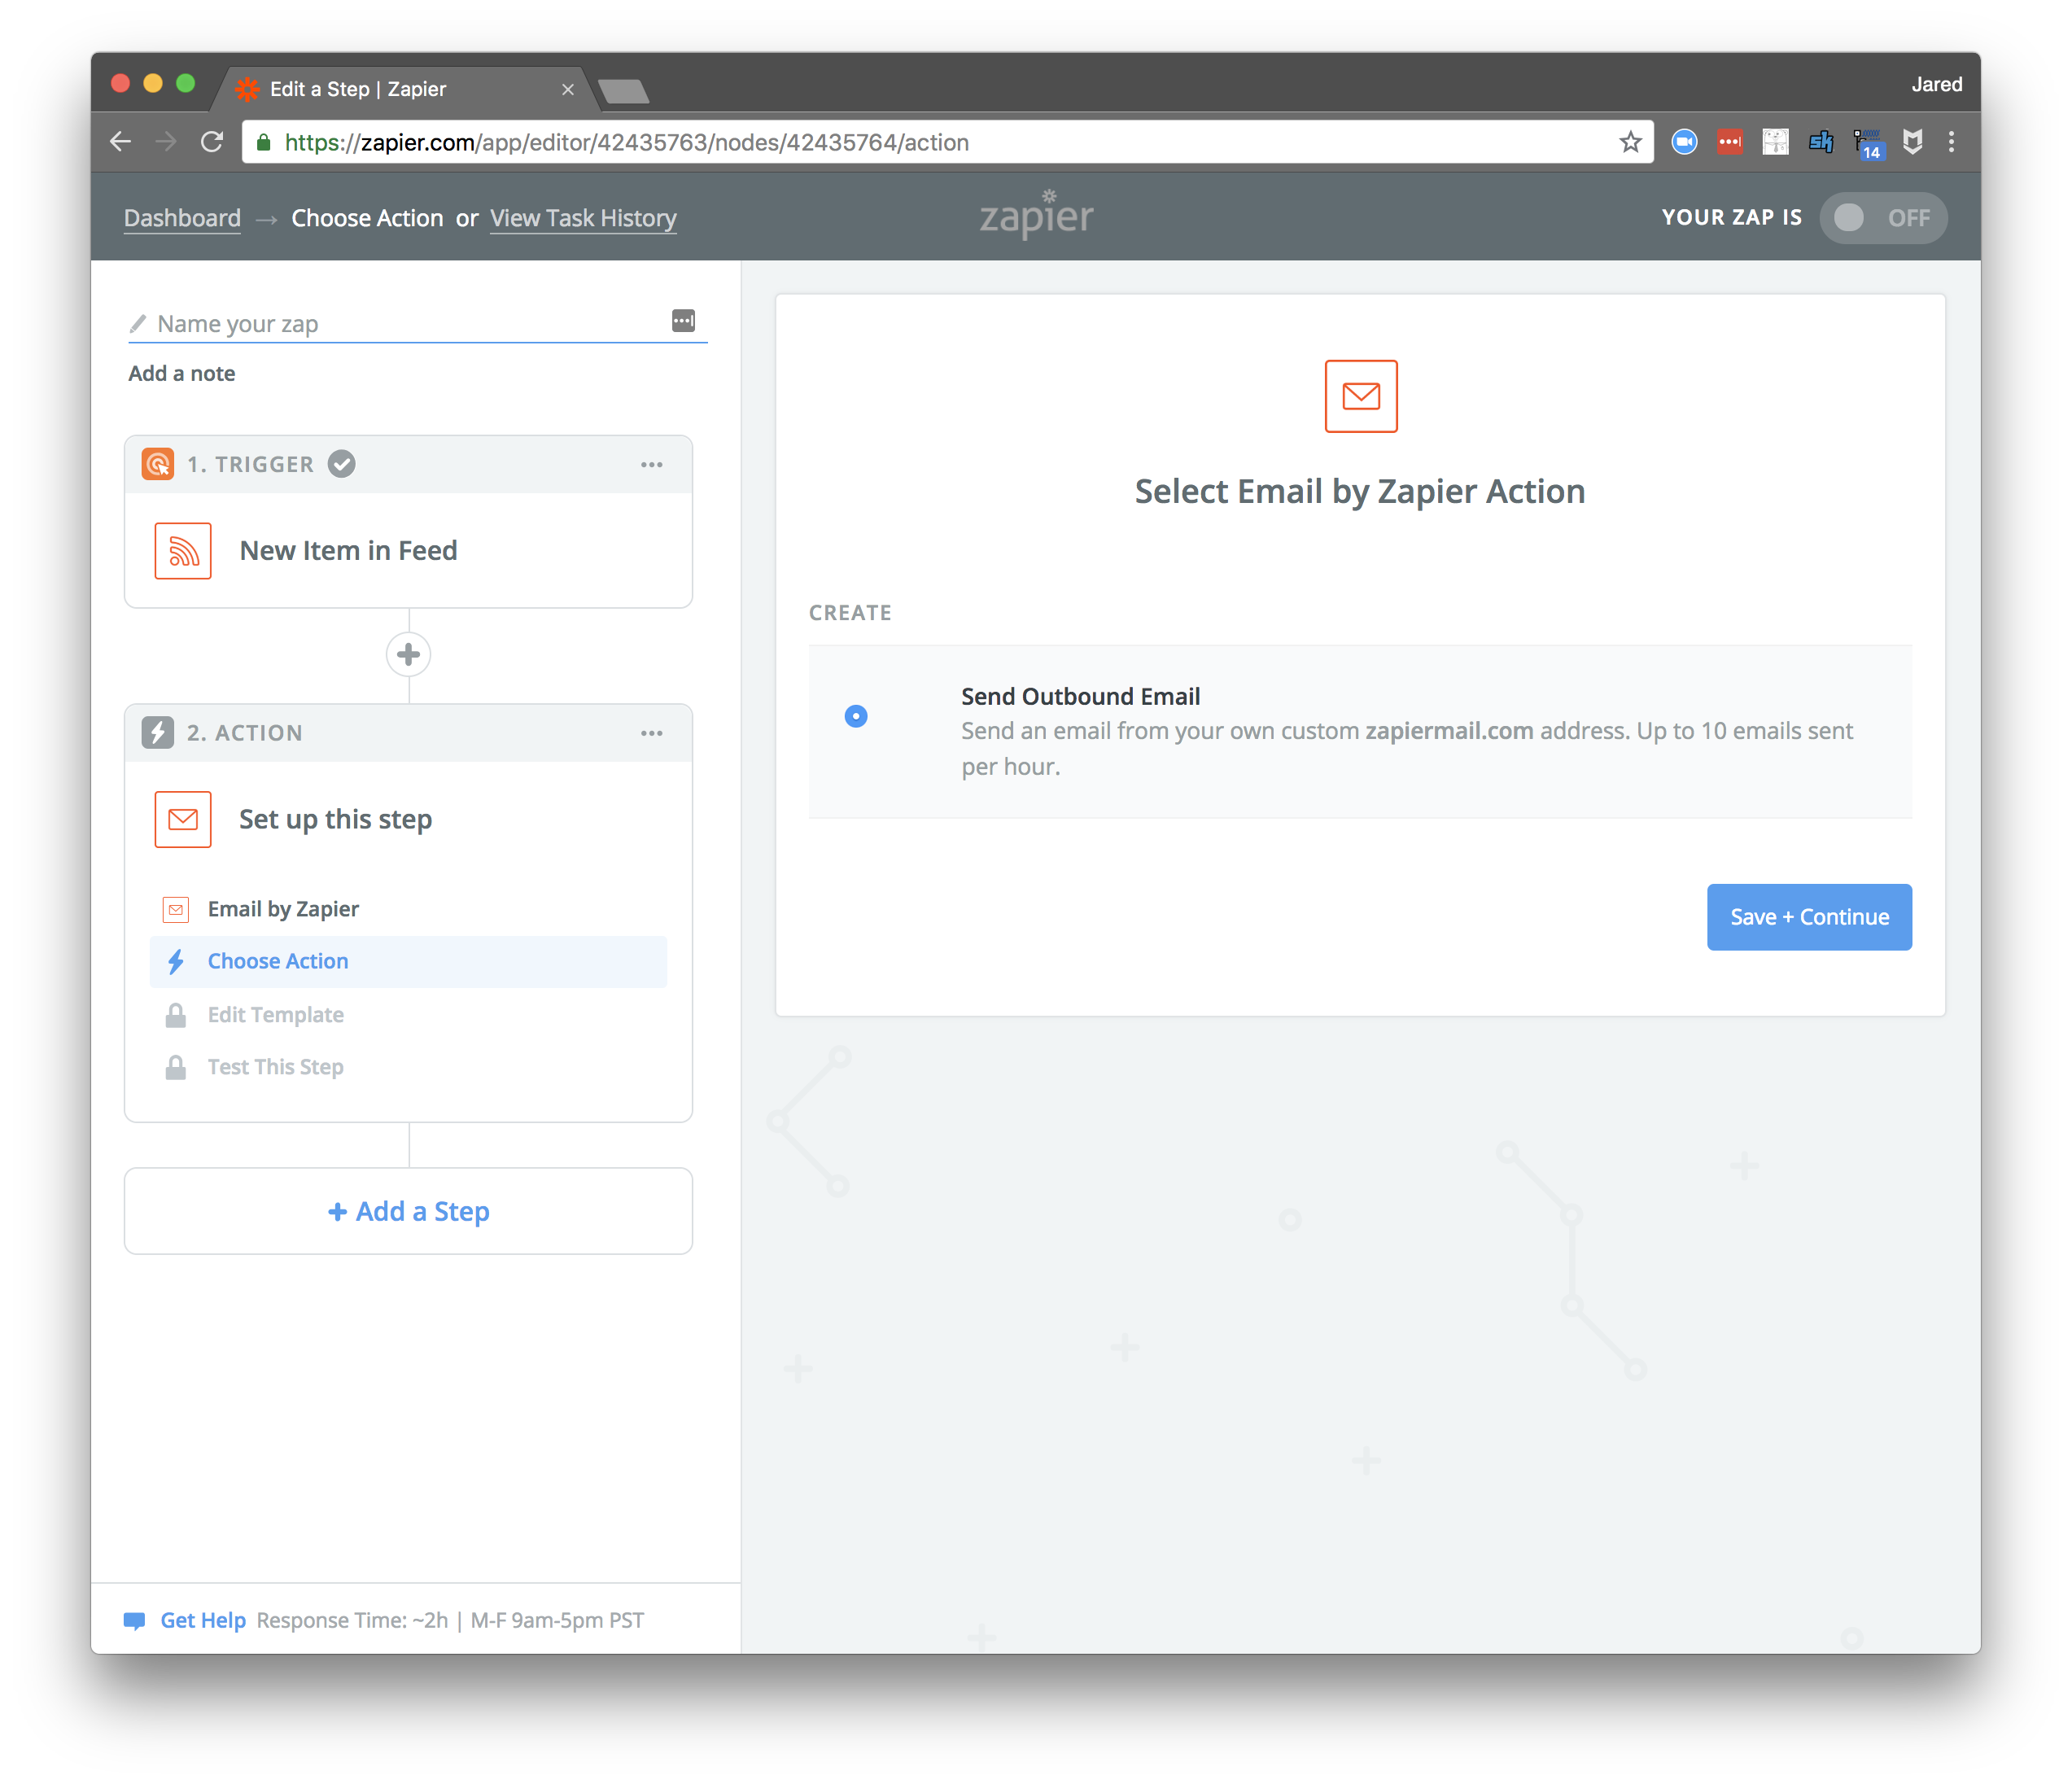 Edit a Step | Zapier
Jared
https://zapier.com/app/editor/42435763/nodes/42435764/action
sk
14
Dashboard → Choose Action or View Task History
zapier
YOUR ZAP IS
OFF
Name your zap
Add a note
1. TRIGGER
New Item in Feed
2. ACTION
Set up this step
Email by Zapier
Choose Action
Edit Template
Test This Step
+ Add a Step
Get Help Response Time: ~2h | M-F 9am-5pm PST
Select Email by Zapier Action
CREATE
Send Outbound Email
Send an email from your own custom zapiermail.com address. Up to 10 emails sent
per hour.
Save + Continue